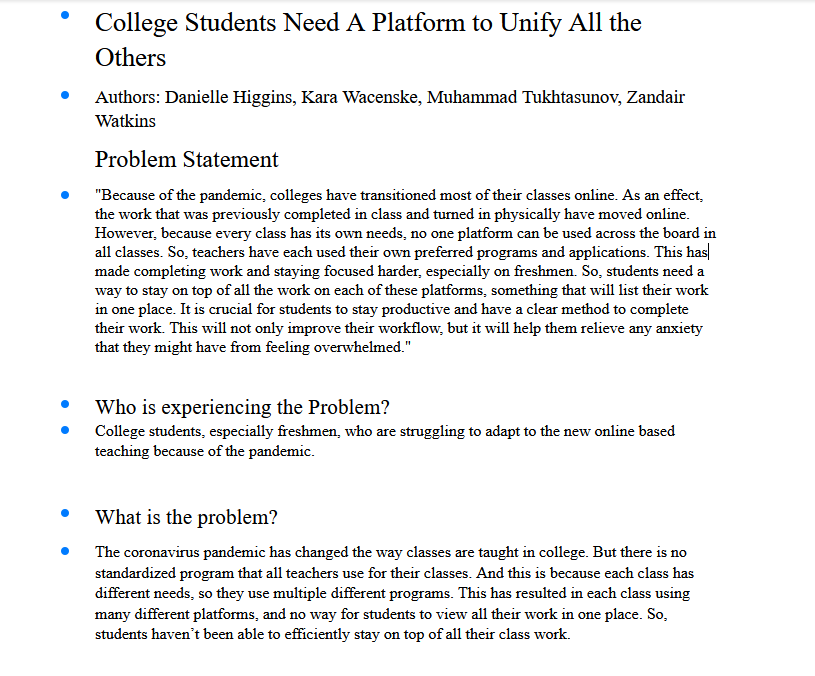 College Students Need A Platform to Unify All the
Others
Authors: Danielle Higgins, Kara Wacenske, Muhammad Tukhtasunov, Zandair
Watkins
Problem Statement
"Because of the pandemic, colleges have transitioned most of their classes online. As an effect,
the work that was previously completed in class and turned in physically have moved online.
However, because every class has its own needs, no one platform can be used across the board in
all classes. So, teachers have each used their own preferred programs and applications. This has
made completing work and staying focused harder, especially on freshmen. So, students need a
way to stay on top of all the work on each of these platforms, something that will list their work
in one place. It is crucial for students to stay productive and have a clear method to complete
their work. This will not only improve their workflow, but it will help them relieve any anxiety
that they might have from feeling overwhelmed."
Who is experiencing the Problem?
College students, especially freshmen, who are struggling to adapt to the new online based
teaching because of the pandemic.
What is the problem?
The coronavirus pandemic has changed the way classes are taught in college. But there is no
standardized program that all teachers use for their classes. And this is because each class has
different needs, so they use multiple different programs. This has resulted in each class using
many different platforms, and no way for students to view all their work in one place. So,
students haven’t been able to efficiently stay on top of all their class work.